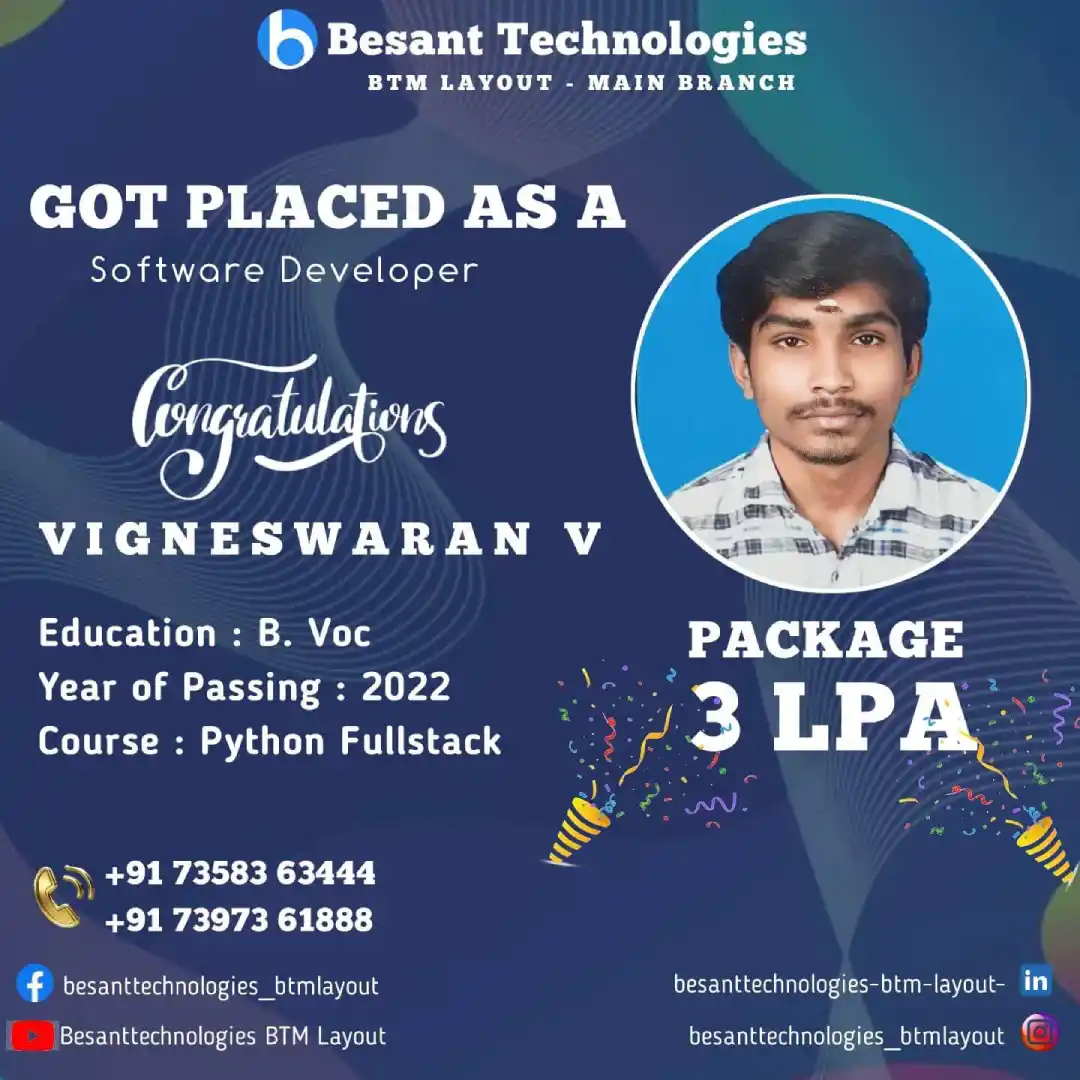 Besant Technologies
BTM LAYOUT - MAIN BRANCH
GOT PLACED AS A
Software Developer
Congratulations
VIGNESWARAN V
Education : B. Voc
Year of Passing : 2022
Course : Python Fullstack
PACKAGE
3 LPA
+91 73583 63444
+91 73973 61888
besanttechnologies_btmlayout
Besanttechnologies BTM Layout
besanttechnologies-btm-layout-
besanttechnologies_btmlayout